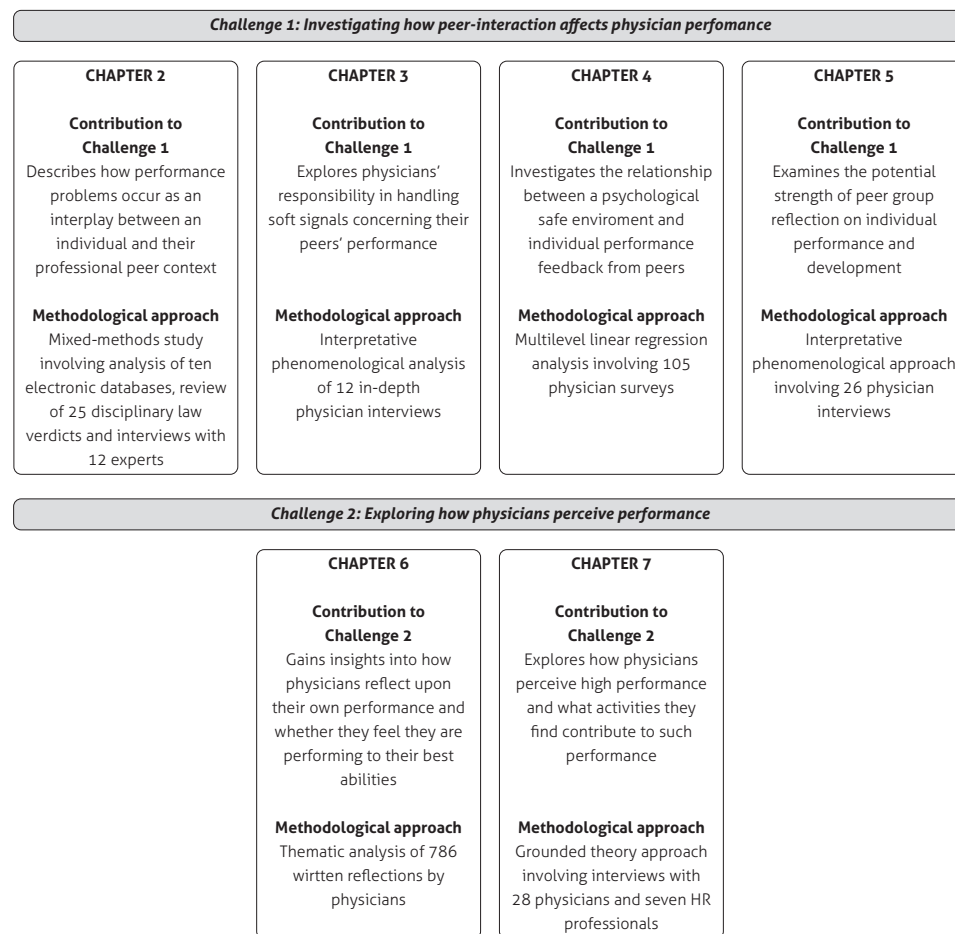 Challenge 1: Investigating how peer-interaction affects physician perfomance
CHAPTER 2
Contribution to
Challenge 1
Describes how performance
problems occur as an
interplay between an
individual and their
professional peer context
Methodological approach
Mixed-methods study
involving analysis of ten
electronic databases, review
of 25 disciplinary law
verdicts and interviews with
12 experts
CHAPTER 3
Contribution to
Challenge 1
Explores physicians'
responsibility in handling
soft signals concerning their
peers' performance
Methodological approach
Interpretative
phenomenological analysis
of 12 in-depth
physician interviews
CHAPTER 4
Contribution to
Challenge 1
Investigates the relationship
between a psychological
safe enviroment and
individual performance
feedback from peers
Methodological approach
Multilevel linear regression
analysis involving 105
physician surveys
CHAPTER 5
Contribution to
Challenge 1
Examines the potential
strength of peer group
reflection on individual
performance and
development
Methodological approach
Interpretative
phenomenological approach
involving 26 physician
interviews
Challenge 2: Exploring how physicians perceive performance
CHAPTER 6
Contribution to
Challenge 2
Gains insights into how
physicians reflect upon
their own performance and
whether they feel they are
performing to their best
abilities
Methodological approach
Thematic analysis of 786
wirtten reflections by
physicians
CHAPTER 7
Contribution to
Challenge 2
Explores how physicians
perceive high performance
and what activities they
find contribute to such
performance
Methodological approach
Grounded theory approach
involving interviews with
28 physicians and seven HR
professionals